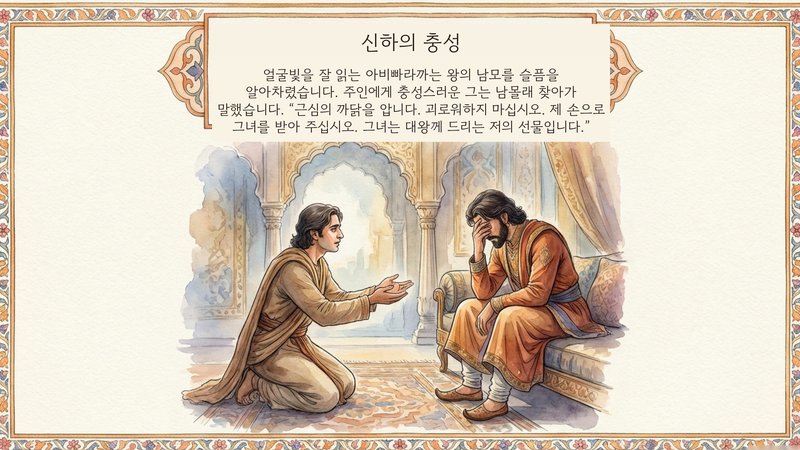 신하의 충성
얼굴빛을 잘 읽는 아비빠라까는 왕의 남모를 슬픔을
알아차렸습니다. 주인에게 충성스러운 그는 남몰래 찾아가
말했습니다. “근심의 까닭을 압니다. 괴로워하지 마십시오. 제 손으로
그녀를 받아 주십시오. 그녀는 대왕께 드리는 저의 선물입니다.”